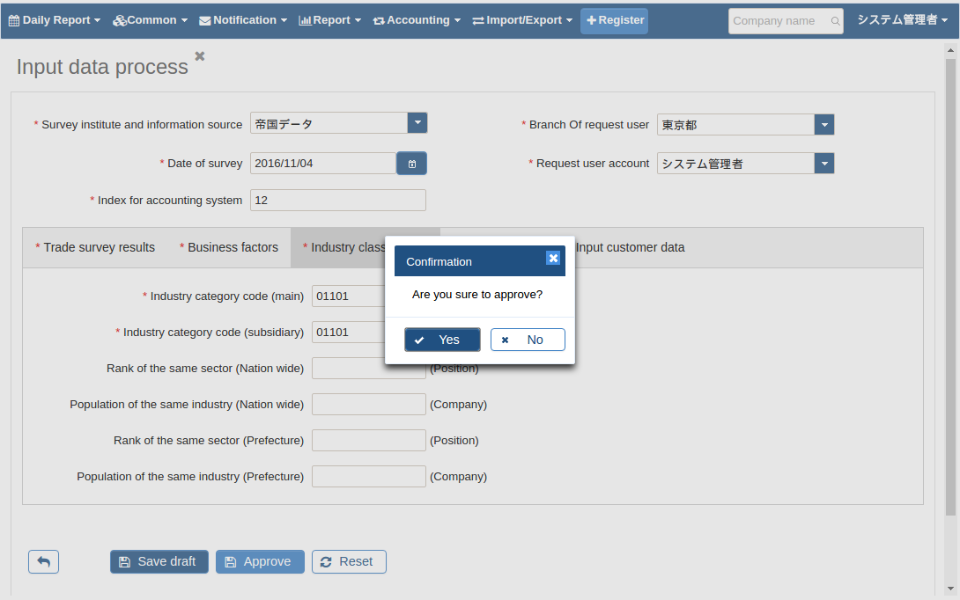 Daily Report Common Notification Report Accounting Import/Export Register Company name システム管理者
Input data process
* Survey institute and information source 帝国データ * Branch Of request user 東京都
* Date of survey 2016/11/04 * Request user account システム管理者
* Index for accounting system 12
* Trade survey results * Business factors * Industry class Input customer data
Confirmation
Are you sure to approve?
Yes No
* Industry category code (main) 01101
* Industry category code (subsidiary) 01101
Rank of the same sector (Nation wide) (Position)
Population of the same industry (Nation wide) (Company)
Rank of the same sector (Prefecture) (Position)
Population of the same industry (Prefecture) (Company)
Save draft Approve Reset